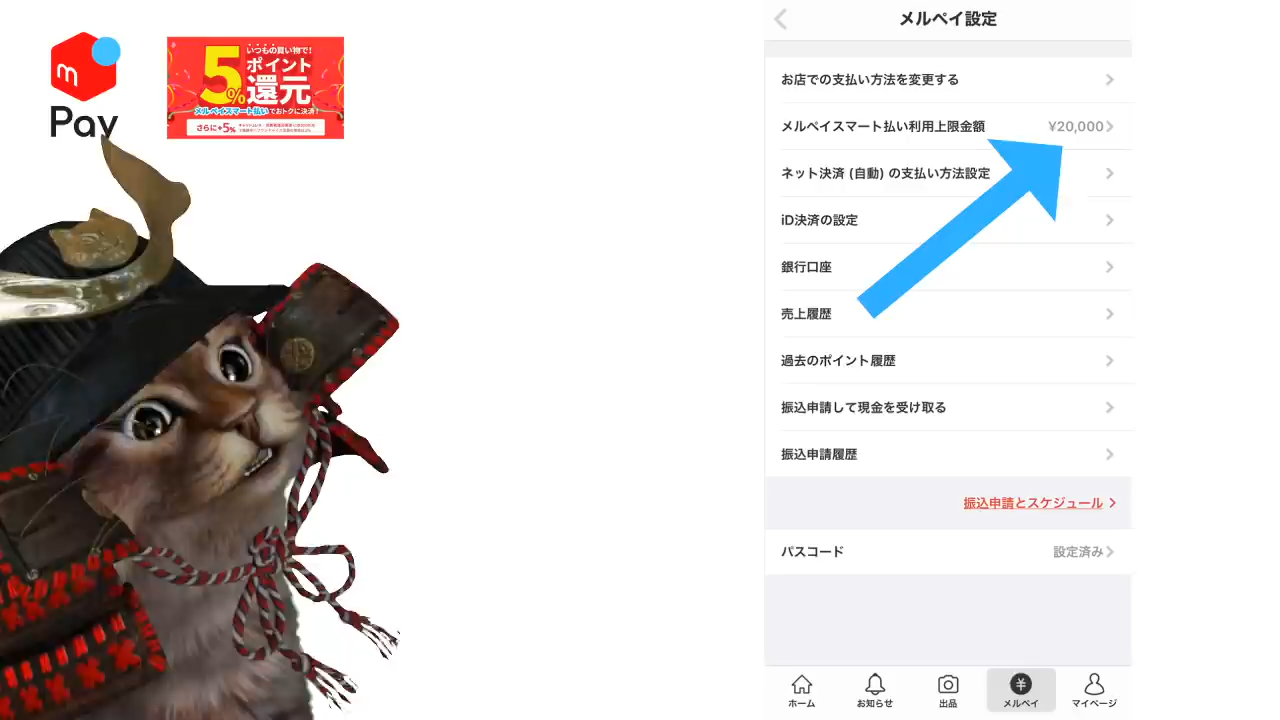 m
Pay
いつもの買い物で!
5%
ポイント
還元
メルペイスマート払いでおトクに決済!
さらに+5%
メルペイ設定
お店での支払い方法を変更する
メルペイスマート払い利用上限金額 ¥20,000
ネット決済 (自動) の支払い方法設定
iD決済の設定
銀行口座
売上履歴
過去のポイント履歴
振込申請して現金を受け取る
振込申請履歴
振込申請とスケジュール
パスコード 設定済み
ホーム
お知らせ
出品
メルペイ
マイページ